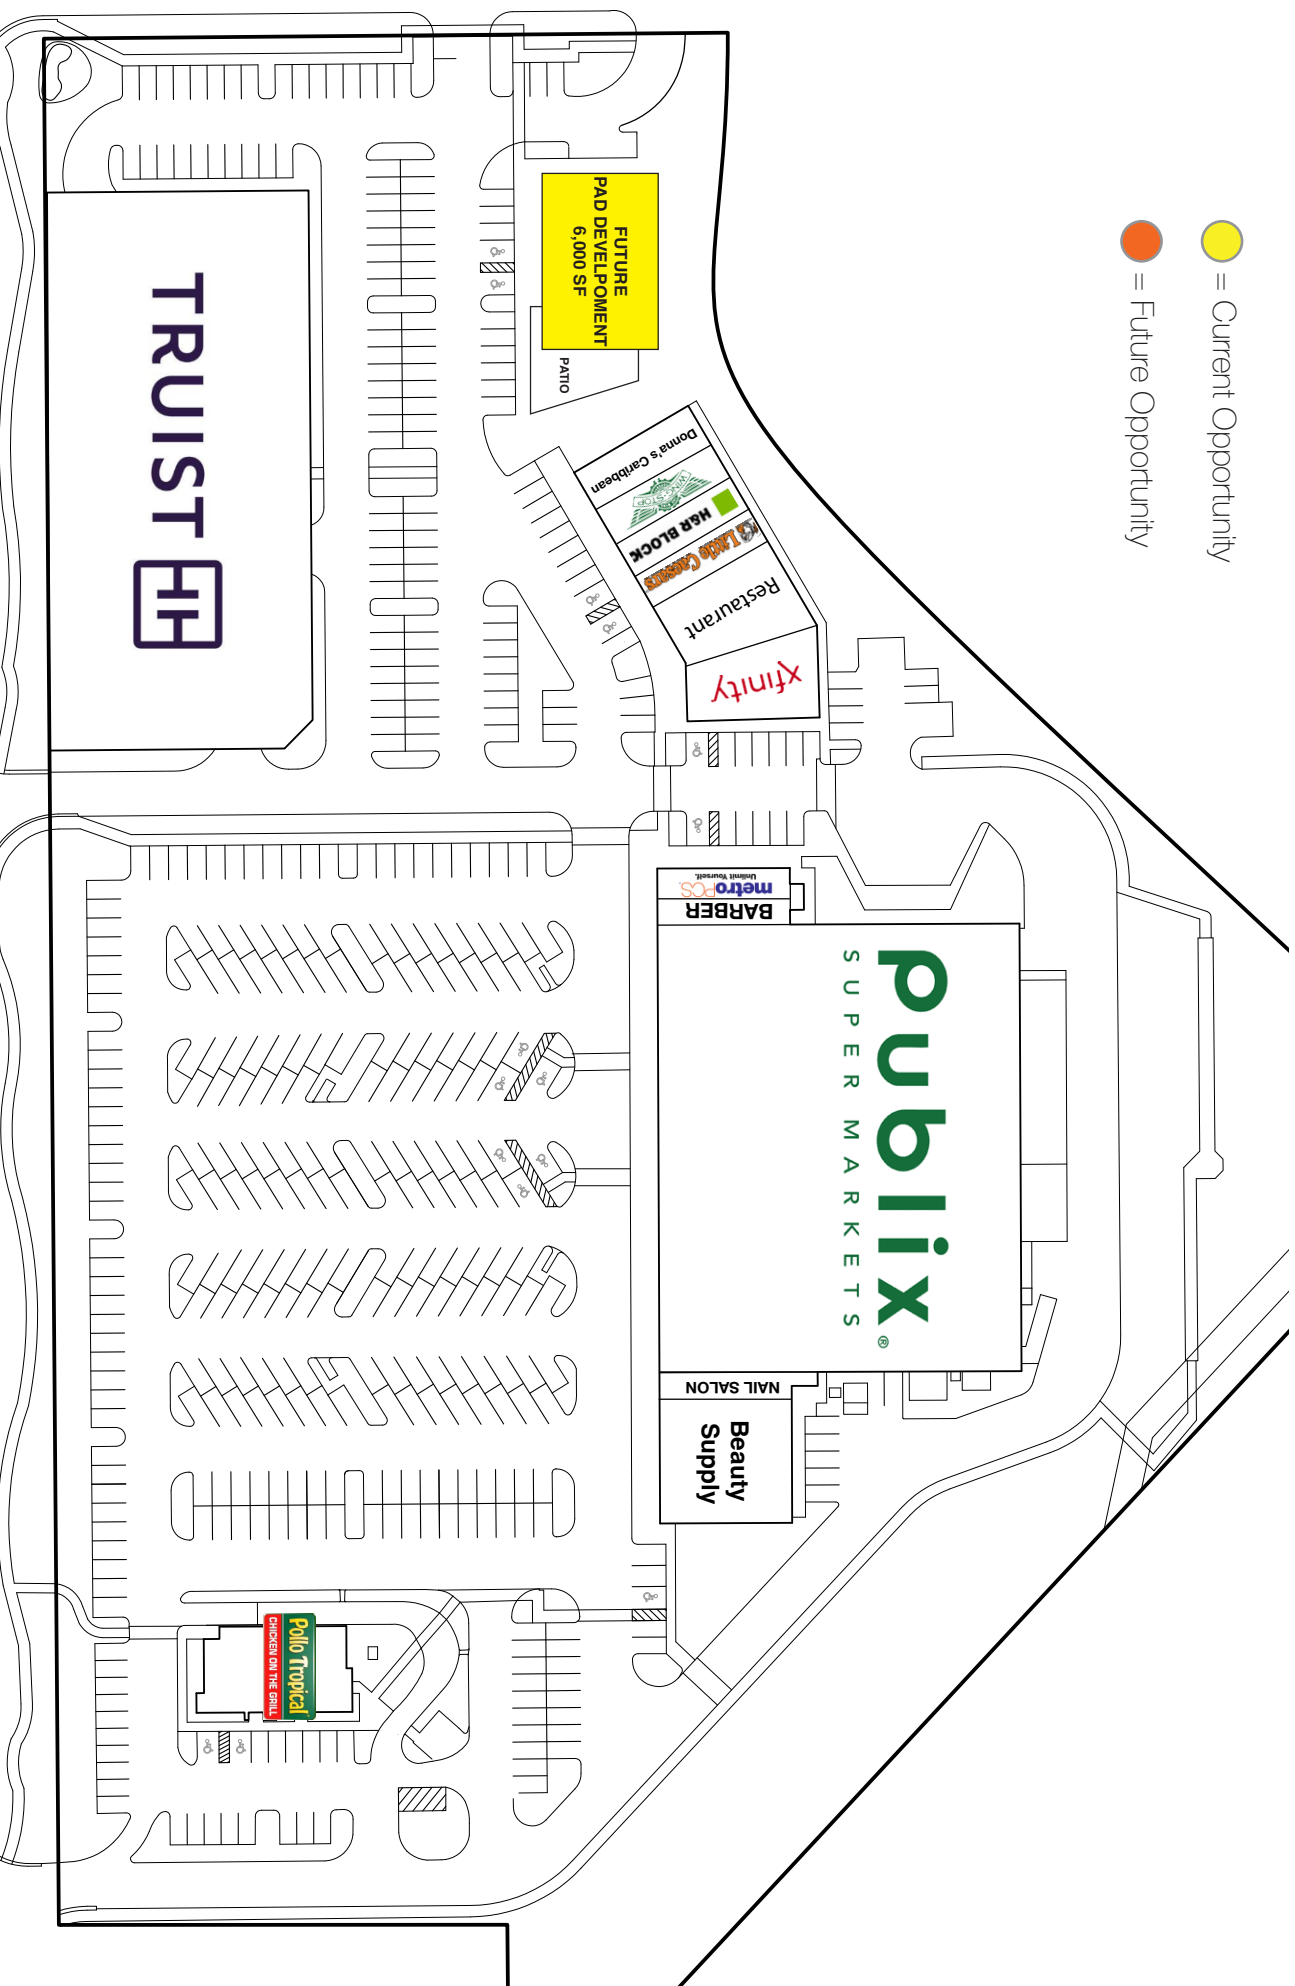 = Current Opportunity
= Future Opportunity
FUTURE
PAD DEVELPOMENT
6,000 SF
PATIO
Donna's Caribbean
WINGSTOP
H&R BLOCK
Little Caesars
Restaurant
xfinity
TRUIST
metroPCS.
Unlimit Yourself.
BARBER
Publix®
SUPER MARKETS
NAIL SALON
Beauty
Supply
Pollo Tropical
CHICKEN ON THE GRILL